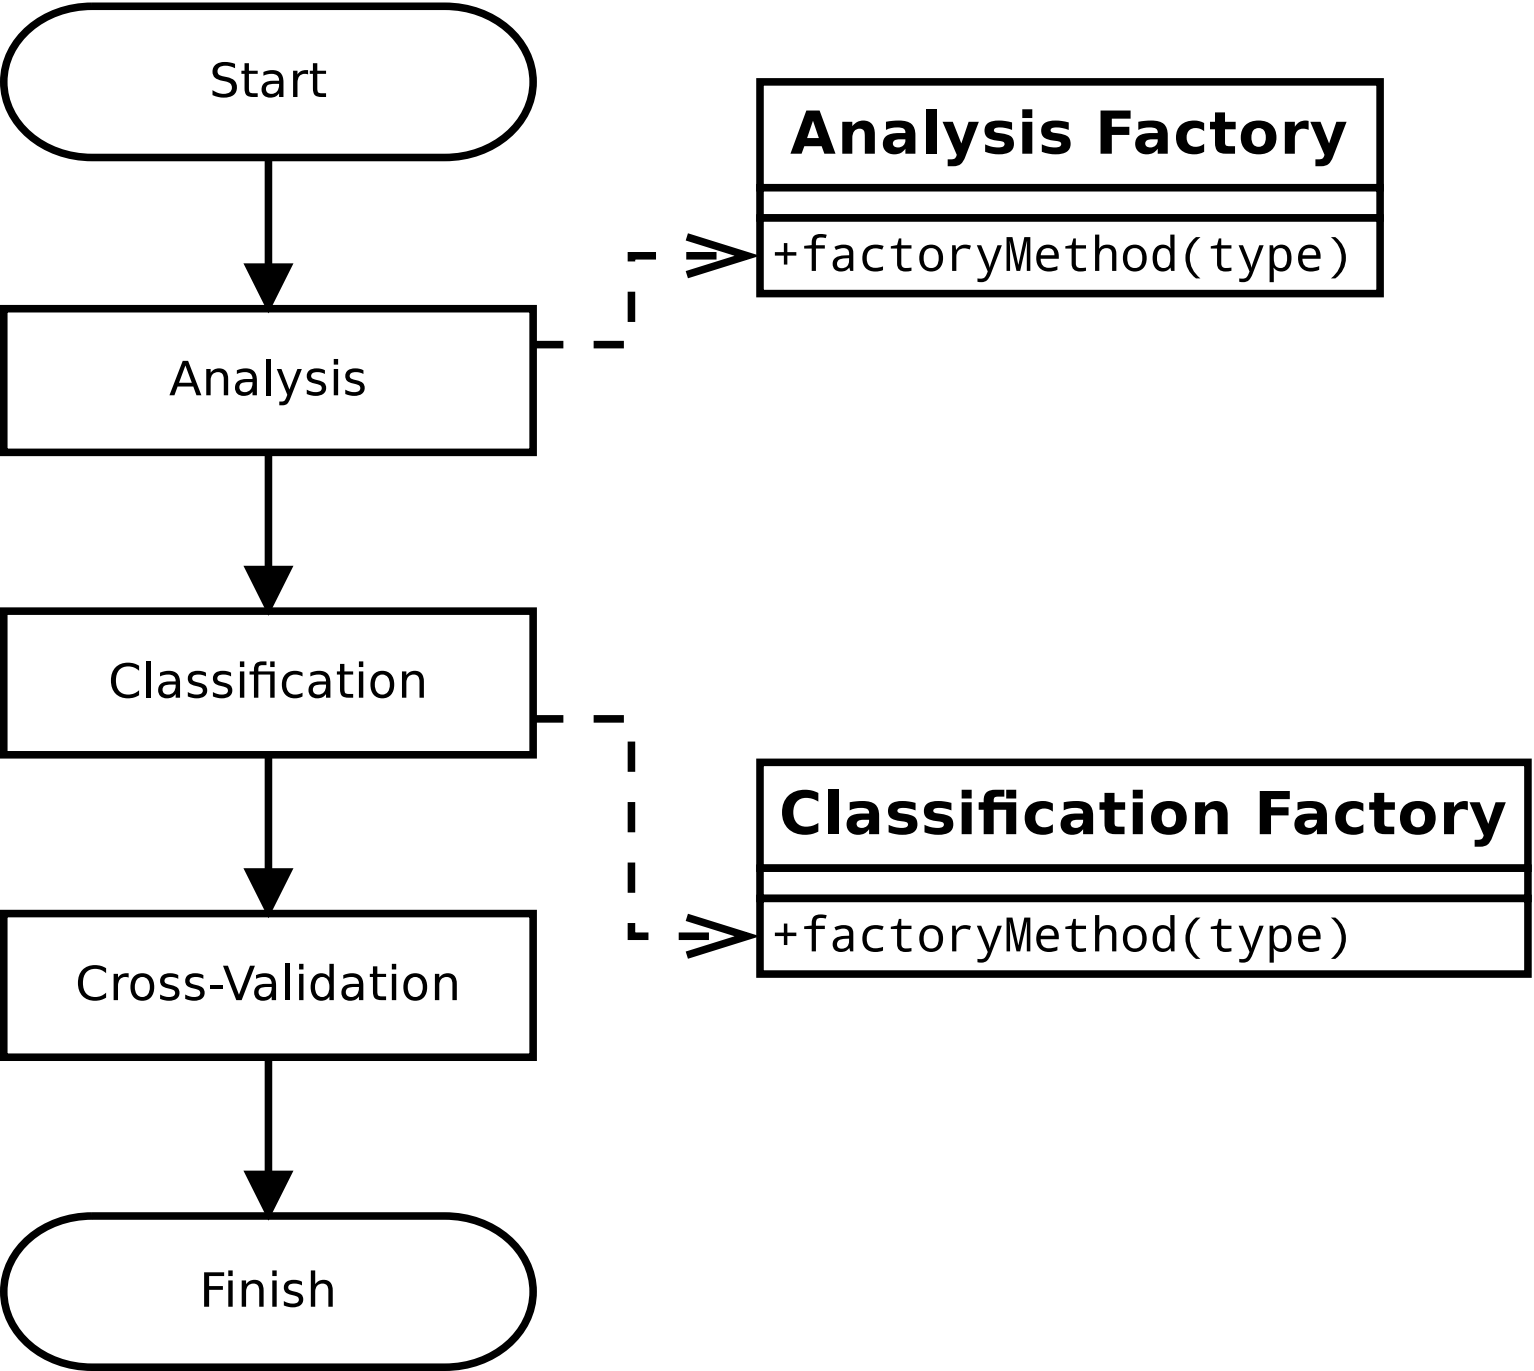 Start
Analysis Factory
+factoryMethod(type)
Analysis
Classification
Classification Factory
+factoryMethod(type)
Cross-Validation
Finish